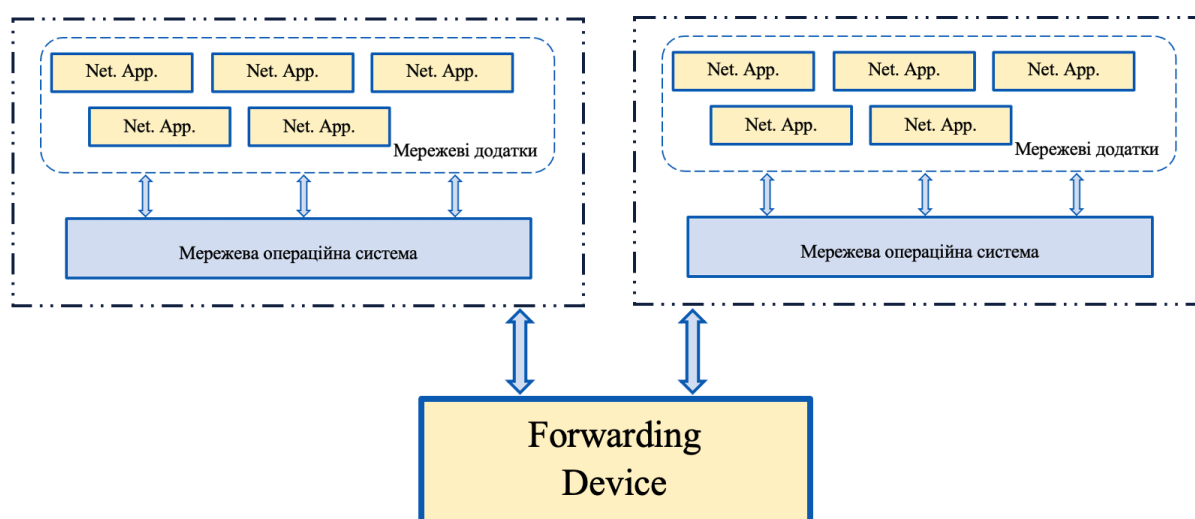 Net. App.
Net. App.
Net. App.
Net. App.
Net. App.
Мережеві додатки
Мережева операційна система
Net. App.
Net. App.
Net. App.
Net. App.
Net. App.
Мережеві додатки
Мережева операційна система
Forwarding
Device